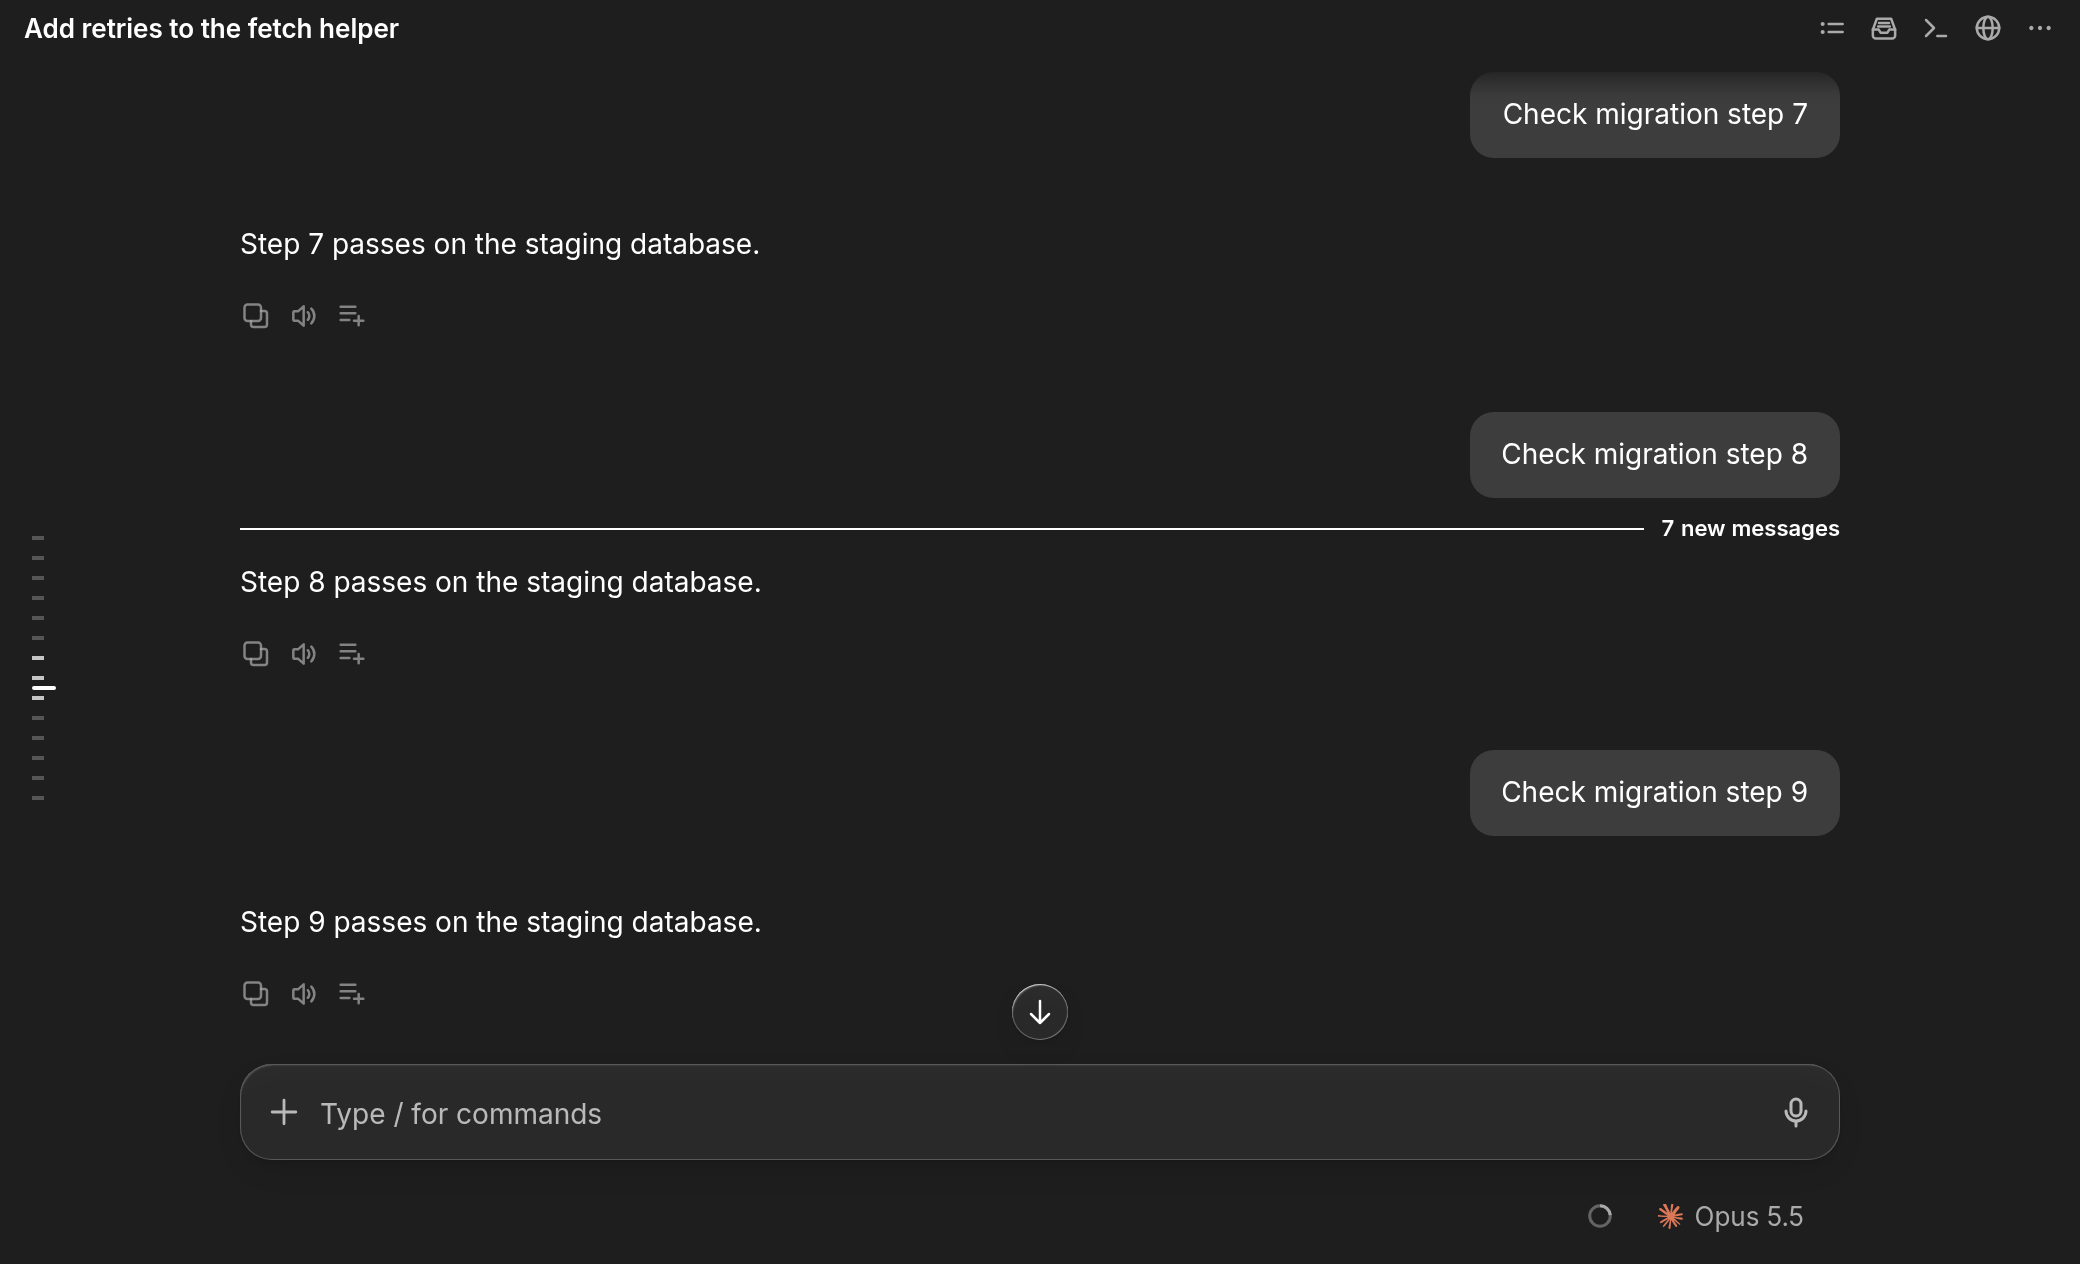 Add retries to the fetch helper
Check migration step 7
Step 7 passes on the staging database.
Check migration step 8
7 new messages
Step 8 passes on the staging database.
Check migration step 9
Step 9 passes on the staging database.
Type / for commands
Opus 5.5